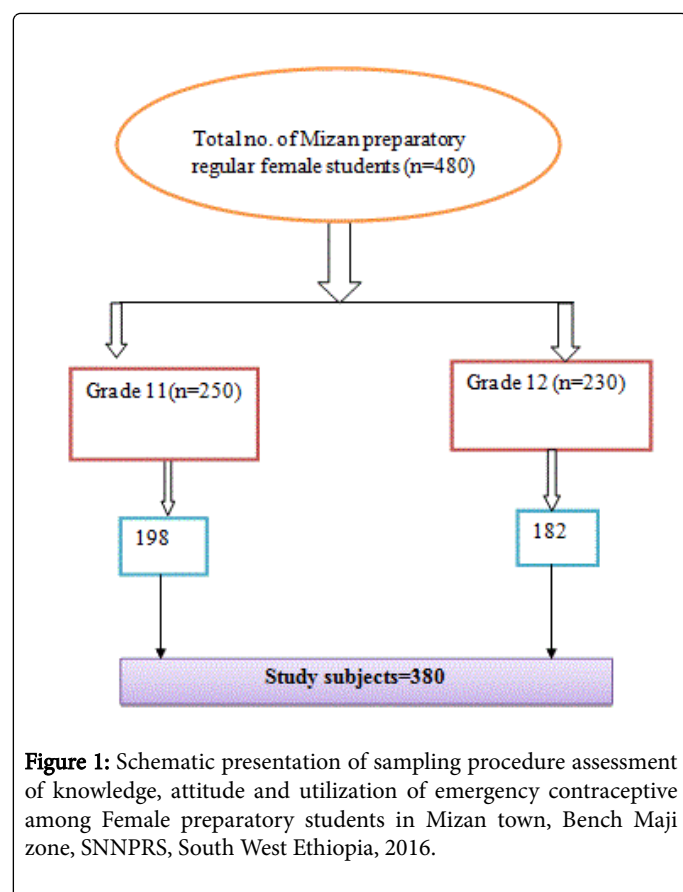 Total no. of Mizan preparatory
regular female students (n=480)
Grade 11(n=250)
Grade 12 (n=230)
198
182
Study subjects=380
Figure 1: Schematic presentation of sampling procedure assessment
of knowledge, attitude and utilization of emergency contraceptive
among Female preparatory students in Mizan town, Bench Maji
zone, SNNPRS, South West Ethiopia, 2016.